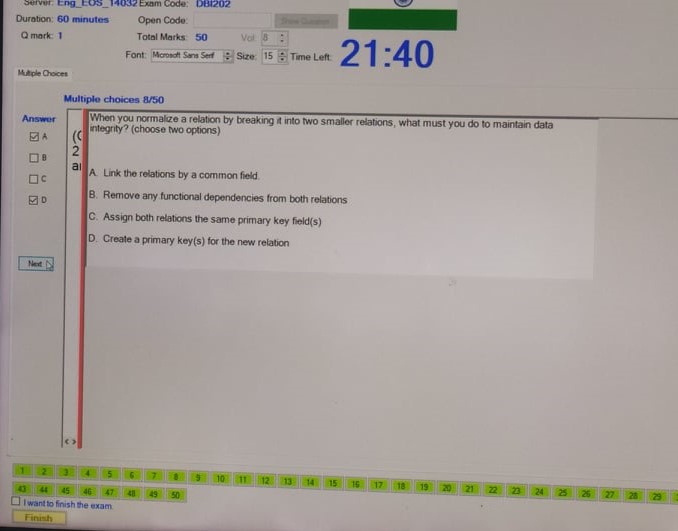 Server: Eng_EOS_14032 Exam Code: DBI202
Duration: 60 minutes Open Code: Show Question
Q mark: 1 Total Marks: 50 Vol: 8
Font: Microsoft Sans Serif Size: 15 Time Left: 21:40
Multiple Choices
Multiple choices 8/50
Answer
A
B
C
D
Next
(C
2
When you normalize a relation by breaking it into two smaller relations, what must you do to maintain data
integrity? (choose two options)
A. Link the relations by a common field.
B. Remove any functional dependencies from both relations
C. Assign both relations the same primary key field(s)
D. Create a primary key(s) for the new relation
< >
1 2 3 4 5 6 7 8 9 10 11 12 13 14 15 16 17 18 19 20 21 22 23 24 25 26 27 28 29
43 44 45 46 47 48 49 50
I want to finish the exam.
Finish